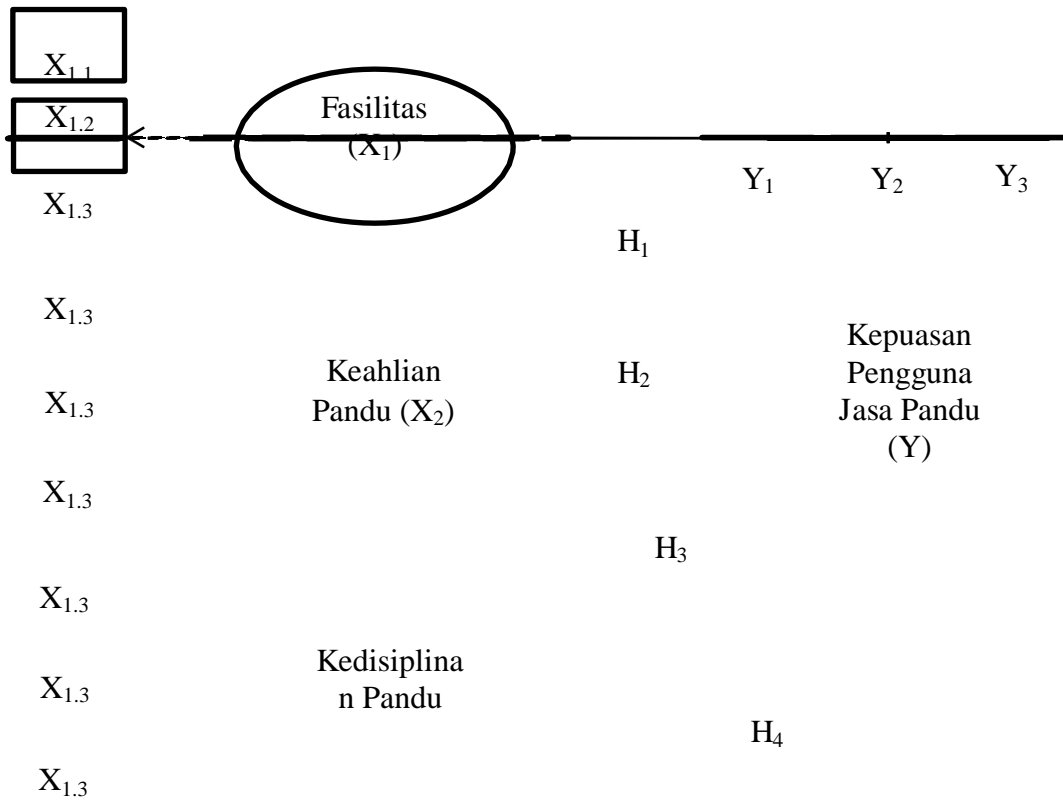 X₁.₁
X₁.₂
X₁.₃
X₁.₃
X₁.₃
X₁.₃
X₁.₃
X₁.₃
X₁.₃
Fasilitas
(X₁)
Keahlian
Pandu (X₂)
Kedisiplina
n Pandu
H₁
H₂
H₃
H₄
Y₁ Y₂ Y₃
Kepuasan
Pengguna
Jasa Pandu
(Y)